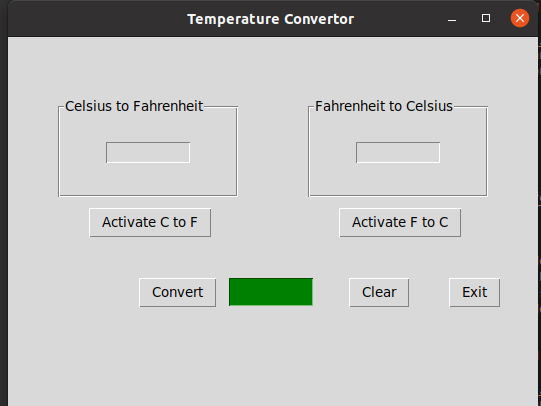 Temperature Convertor
Celsius to Fahrenheit
Fahrenheit to Celsius
Activate C to F
Activate F to C
Convert
Clear
Exit